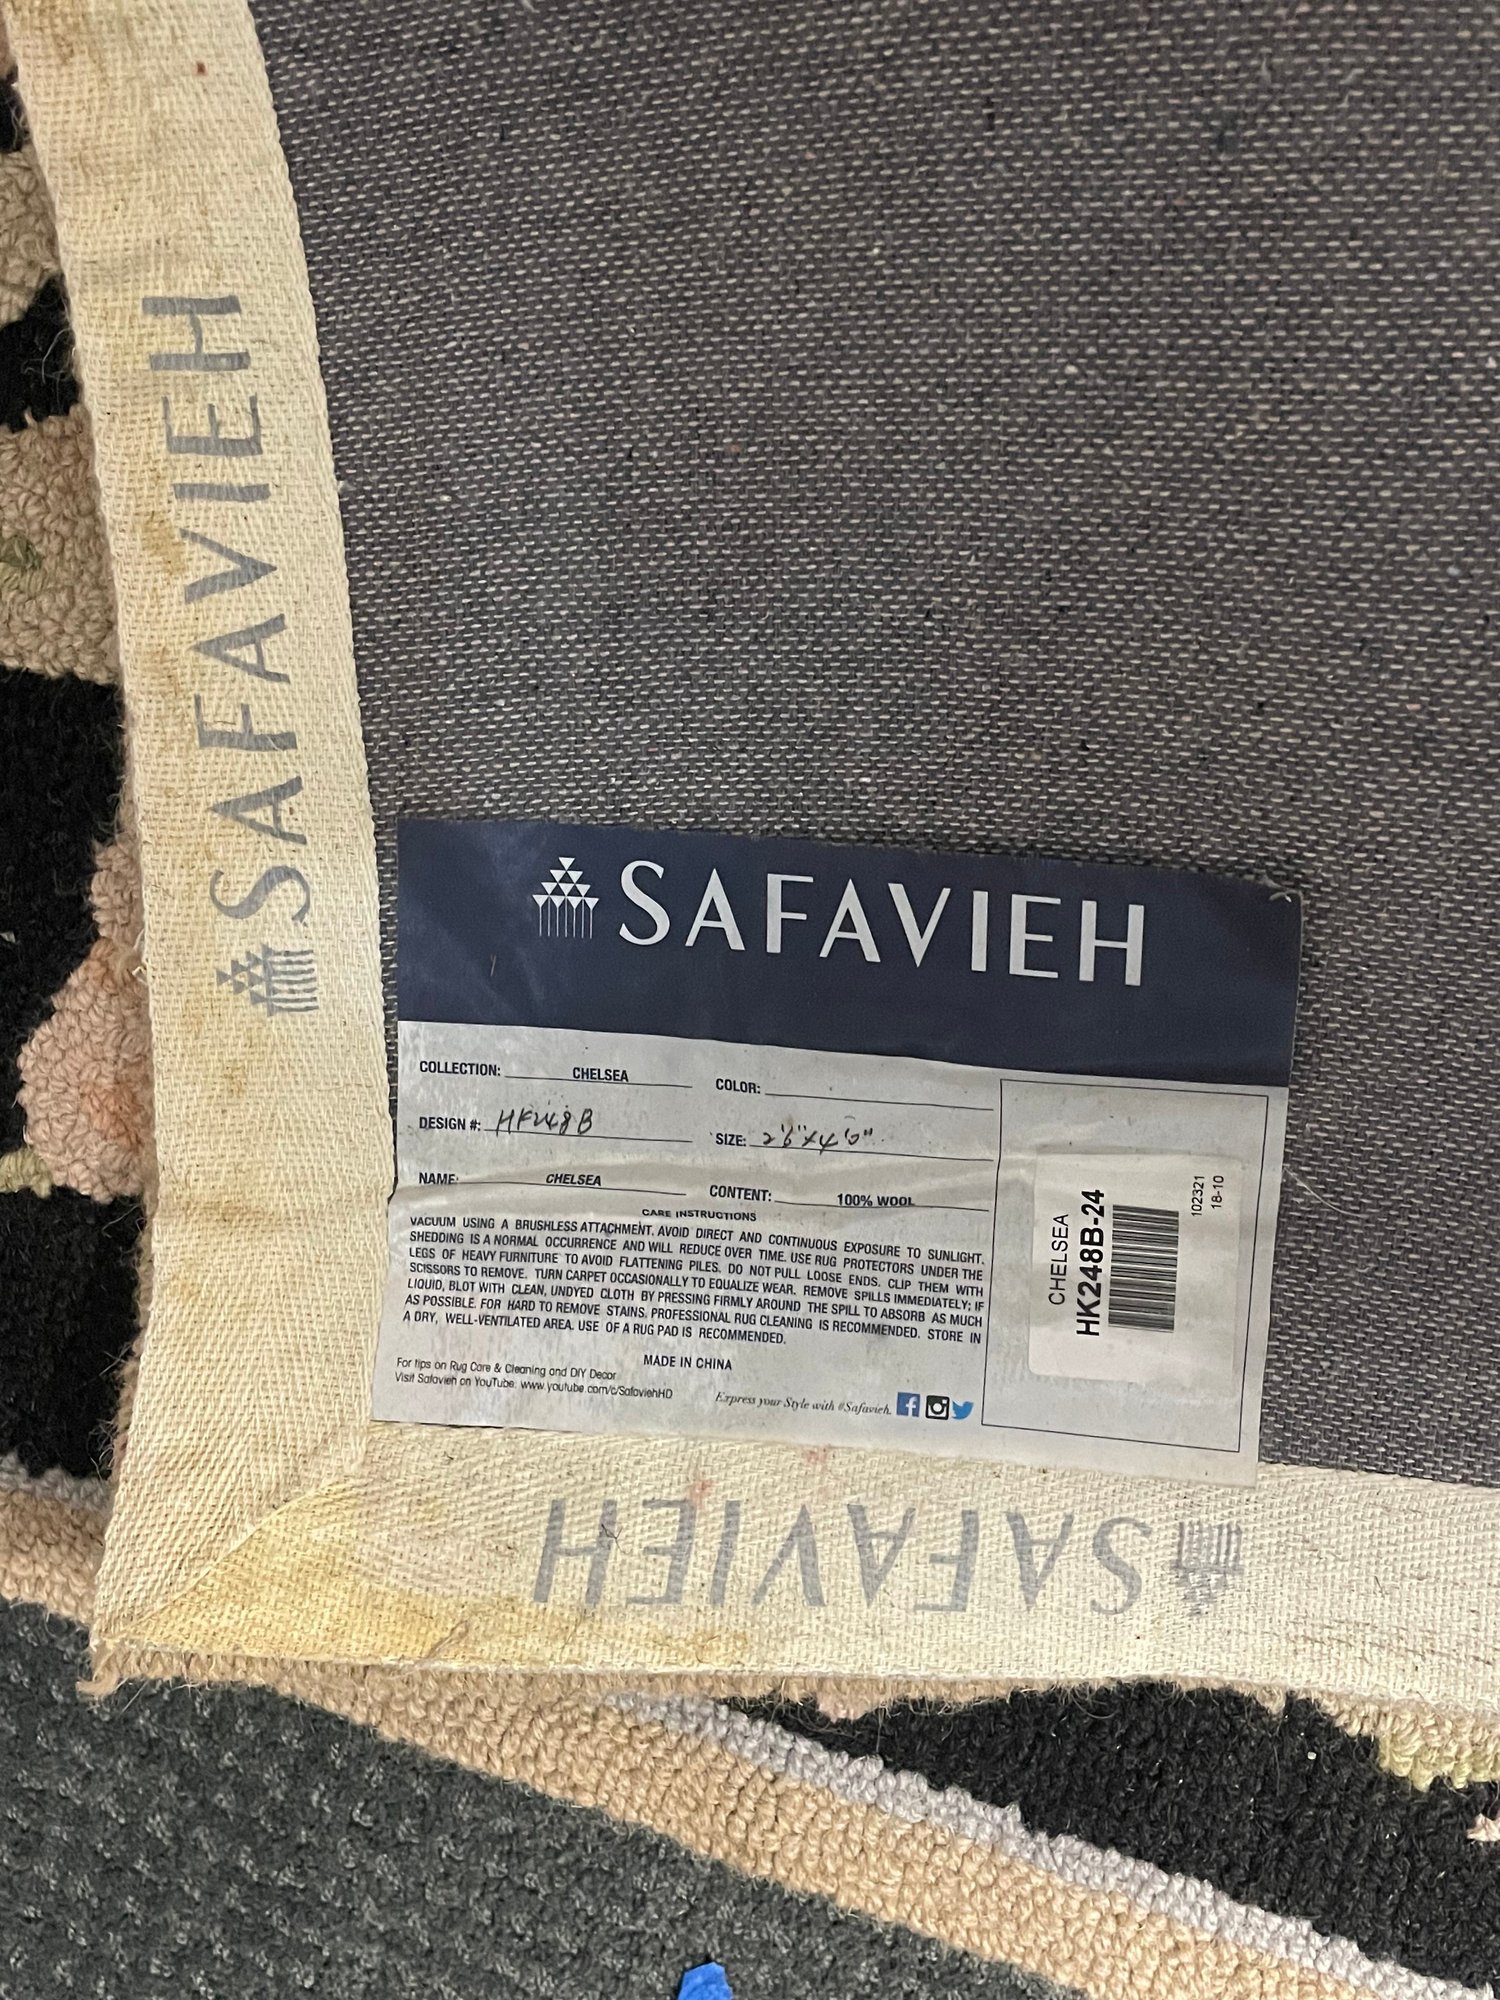 SAFAVIEH
SAFAVIEH
COLLECTION: CHELSEA
COLOR:
DESIGN #: HK248B
SIZE: 2'6"x4'6"
NAME: CHELSEA
CONTENT: 100% WOOL
CARE INSTRUCTIONS
VACUUM USING A BRUSHLESS ATTACHMENT. AVOID DIRECT AND CONTINUOUS EXPOSURE TO SUNLIGHT.
SHEDDING IS A NORMAL OCCURRENCE AND WILL REDUCE OVER TIME. USE RUG PROTECTORS UNDER THE
LEGS OF HEAVY FURNITURE TO AVOID FLATTENING PILES. DO NOT PULL LOOSE ENDS. CLIP THEM WITH
SCISSORS TO REMOVE. TURN CARPET OCCASIONALLY TO EQUALIZE WEAR. REMOVE SPILLS IMMEDIATELY; IF
LIQUID, BLOT WITH CLEAN, UNDYED CLOTH BY PRESSING FIRMLY AROUND THE SPILL TO ABSORB AS MUCH
AS POSSIBLE. FOR HARD TO REMOVE STAINS, PROFESSIONAL RUG CLEANING IS RECOMMENDED. STORE IN
A DRY, WELL-VENTILATED AREA. USE OF A RUG PAD IS RECOMMENDED.
MADE IN CHINA
For tips on Rug Care & Cleaning and DIY Decor
Visit Safavieh on YouTube: www.youtube.com/c/SafaviehHD
Express your Style with #Safavieh.
CHELSEA
HK248B-24
102321
18-10
SAFAVIEH